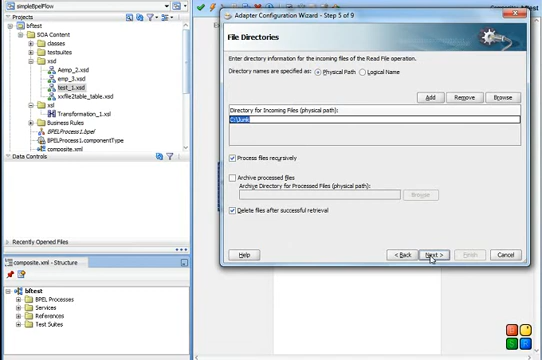 simpleBpelFlow
Projects
bftest
SOA Content
classes
testsuites
xsd
Aemp_2.xsd
emp_3.xsd
test_1.xsd
xxfile2table_table.xsd
xsl
Transformation_1.xsl
Business Rules
BPELProcess1.bpel
BPELProcess1.componentType
composite.xml
Data Controls
Recently Opened Files
composite.xml - Structure
bftest
BPEL Processes
Services
References
Test Suites
Adapter Configuration Wizard - Step 5 of 9
File Directories
Enter directory information for the incoming files of the Read File operation.
Directory names are specified as: Physical Path Logical Name
Add Remove Browse
Directory for Incoming Files (physical path):
C:\Junk
Process files recursively
Archive processed files
Archive Directory for Processed Files (physical path):
Browse
Delete files after successful retrieval
Help < Back Next > Finish Cancel